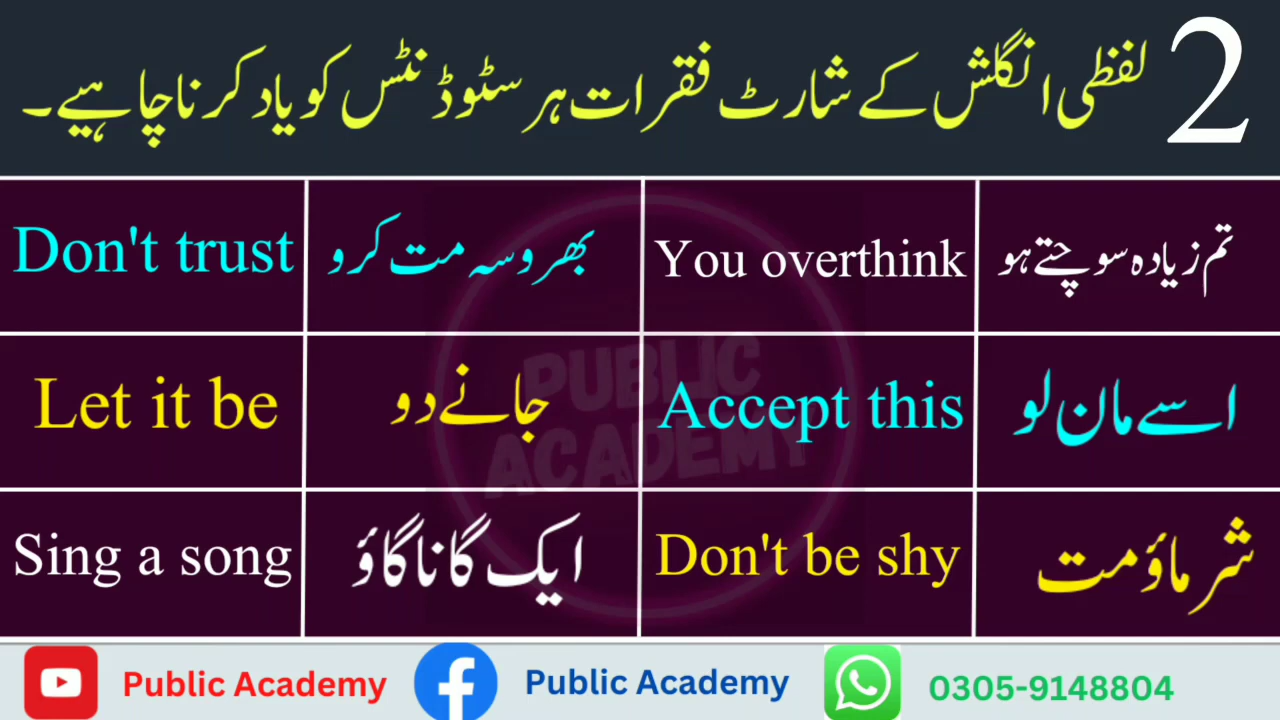 2 لفظی انگلش کے شارٹ فقرات ہر سٹوڈنٹس کو یاد کرنا چاہیے۔
Don't trust بھروسہ مت کرو You overthink تم زیادہ سوچتے ہو
Let it be جانے دو Accept this اسے مان لو
PUBLIC
ACADEMY
Sing a song ایک گانا گاؤ Don't be shy شرماؤ مت
Public Academy Public Academy 0305-9148804